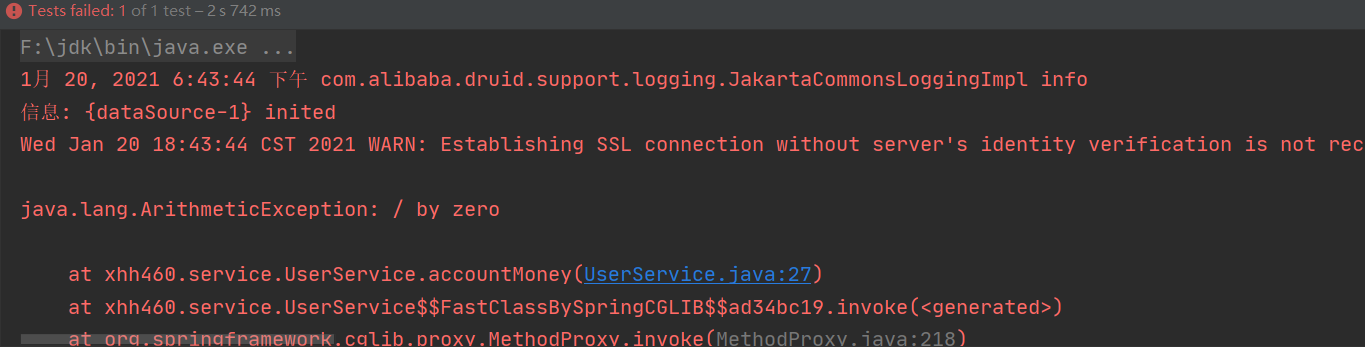 Tests failed: 1 of 1 test – 2 s 742 ms
F:\jdk\bin\java.exe ...
1月 20, 2021 6:43:44 下午 com.alibaba.druid.support.logging.JakartaCommonsLoggingImpl info
信息: {dataSource-1} inited
Wed Jan 20 18:43:44 CST 2021 WARN: Establishing SSL connection without server's identity verification is not rec
java.lang.ArithmeticException: / by zero
at xhh460.service.UserService.accountMoney(UserService.java:27)
at xhh460.service.UserService$$FastClassBySpringCGLIB$$ad34bc19.invoke(<generated>)
at org.springframework.cglib.proxy.MethodProxy.invoke(MethodProxy.java:218)